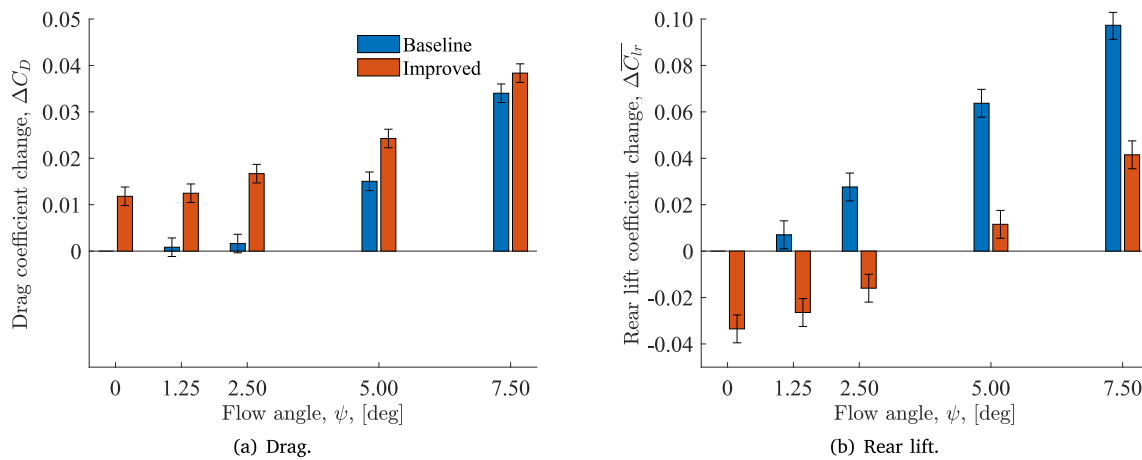 0.05
0.04
0.03
0.02
0.01
0
Drag coefficient change, ΔC_D
Baseline
Improved
0 1.25 2.50 5.00 7.50
Flow angle, ψ, [deg]
(a) Drag.
0.10
0.08
0.06
0.04
0.02
0
-0.02
-0.04
Rear lift coefficient change, Δ\overline{C_{lr}}
0 1.25 2.50 5.00 7.50
Flow angle, ψ, [deg]
(b) Rear lift.